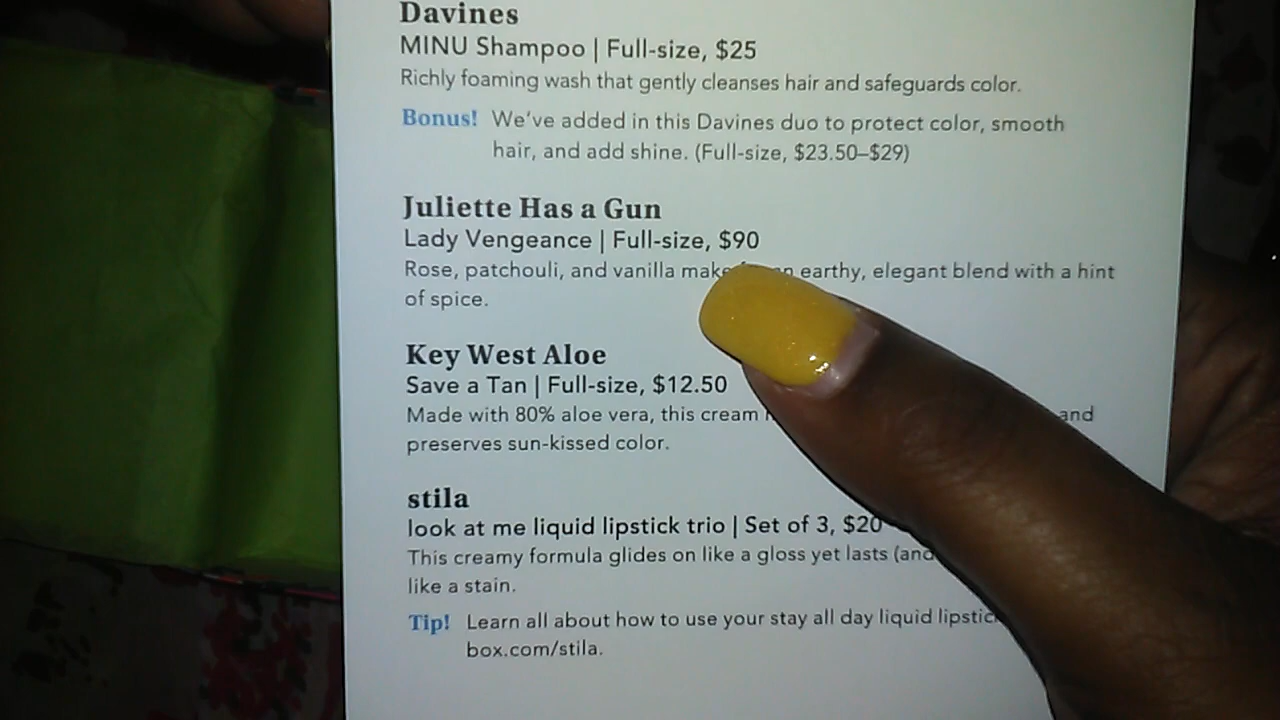 Davines
MINU Shampoo | Full-size, $25
Richly foaming wash that gently cleanses hair and safeguards color.
Bonus! We've added in this Davines duo to protect color, smooth
hair, and add shine. (Full-size, $23.50–$29)
Juliette Has a Gun
Lady Vengeance | Full-size, $90
Rose, patchouli, and vanilla make an earthy, elegant blend with a hint
of spice.
Key West Aloe
Save a Tan | Full-size, $12.50
Made with 80% aloe vera, this cream and
preserves sun-kissed color.
stila
look at me liquid lipstick trio | Set of 3, $20
This creamy formula glides on like a gloss yet lasts (and
like a stain.
Tip! Learn all about how to use your stay all day liquid lipstick
box.com/stila.